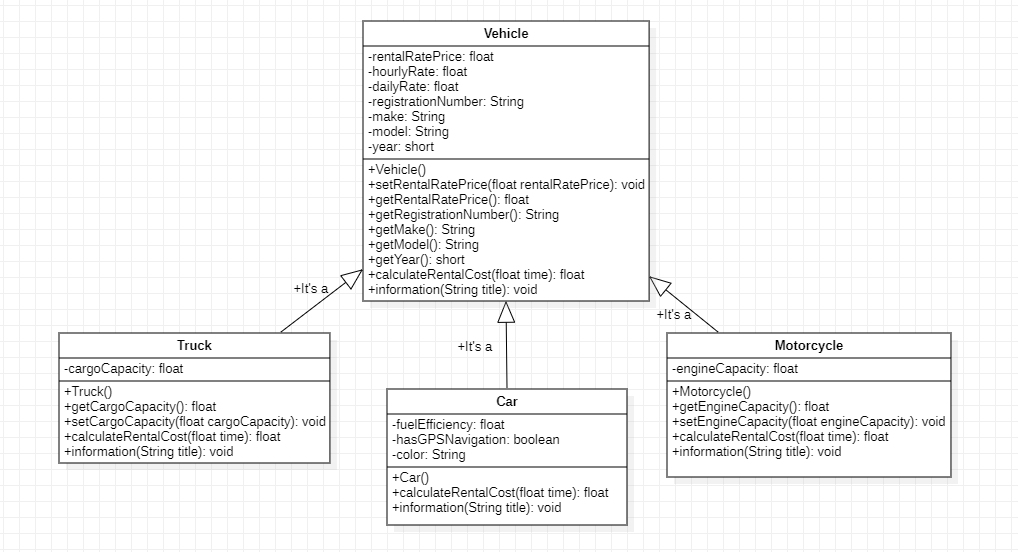 Vehicle
-rentalRatePrice: float
-hourlyRate: float
-dailyRate: float
-registrationNumber: String
-make: String
-model: String
-year: short
+Vehicle()
+setRentalRatePrice(float rentalRatePrice): void
+getRentalRatePrice(): float
+getRegistrationNumber(): String
+getMake(): String
+getModel(): String
+getYear(): short
+calculateRentalCost(float time): float
+information(String title): void
+It's a
+It's a
+It's a
Truck
-cargoCapacity: float
+Truck()
+getCargoCapacity(): float
+setCargoCapacity(float cargoCapacity): void
+calculateRentalCost(float time): float
+information(String title): void
Car
-fuelEfficiency: float
-hasGPSNavigation: boolean
-color: String
+Car()
+calculateRentalCost(float time): float
+information(String title): void
Motorcycle
-engineCapacity: float
+Motorcycle()
+getEngineCapacity(): float
+setEngineCapacity(float engineCapacity): void
+calculateRentalCost(float time): float
+information(String title): void